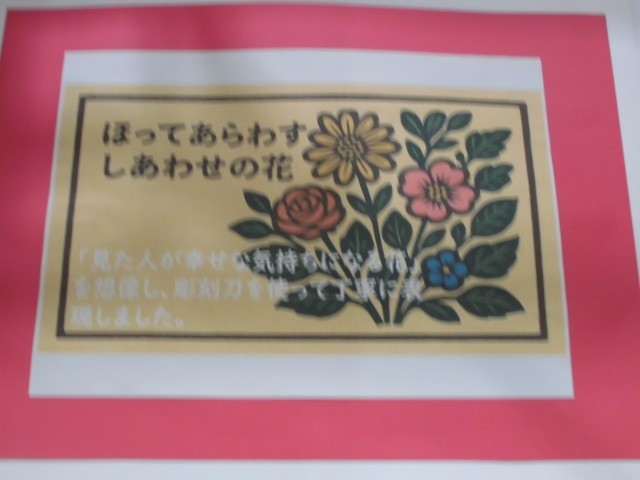 ほってあらわす
しあわせの花
「見た人が幸せな気持ちになる花」
を想像し、彫刻刀を使って丁寧に表
現しました。